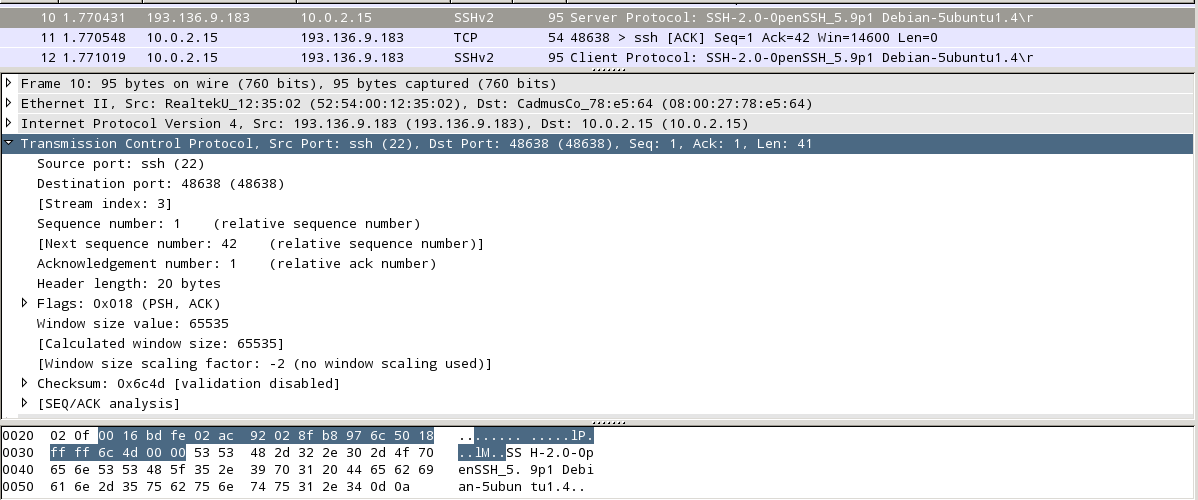 10 1.770431 193.136.9.183 10.0.2.15 SSHv2 95 Server Protocol: SSH-2.0-OpenSSH_5.9p1 Debian-5ubuntu1.4\r
11 1.770548 10.0.2.15 193.136.9.183 TCP 54 48638 > ssh [ACK] Seq=1 Ack=42 Win=14600 Len=0
12 1.771019 10.0.2.15 193.136.9.183 SSHv2 95 Client Protocol: SSH-2.0-OpenSSH_5.9p1 Debian-5ubuntu1.4\r
Frame 10: 95 bytes on wire (760 bits), 95 bytes captured (760 bits)
Ethernet II, Src: RealtekU_12:35:02 (52:54:00:12:35:02), Dst: CadmusCo_78:e5:64 (08:00:27:78:e5:64)
Internet Protocol Version 4, Src: 193.136.9.183 (193.136.9.183), Dst: 10.0.2.15 (10.0.2.15)
Transmission Control Protocol, Src Port: ssh (22), Dst Port: 48638 (48638), Seq: 1, Ack: 1, Len: 41
Source port: ssh (22)
Destination port: 48638 (48638)
[Stream index: 3]
Sequence number: 1 (relative sequence number)
[Next sequence number: 42 (relative sequence number)]
Acknowledgement number: 1 (relative ack number)
Header length: 20 bytes
Flags: 0x018 (PSH, ACK)
Window size value: 65535
[Calculated window size: 65535]
[Window size scaling factor: -2 (no window scaling used)]
Checksum: 0x6c4d [validation disabled]
[SEQ/ACK analysis]
0020 02 0f 00 16 bd fe 02 ac 92 02 8f b8 97 6c 50 18 ........ .....lP.
0030 ff ff 6c 4d 00 00 53 53 48 2d 32 2e 30 2d 4f 70 ..lM..SS H-2.0-Op
0040 65 6e 53 53 48 5f 35 2e 39 70 31 20 44 65 62 69 enSSH_5. 9p1 Debi
0050 61 6e 2d 35 75 62 75 6e 74 75 31 2e 34 0d 0a an-5ubun tu1.4..